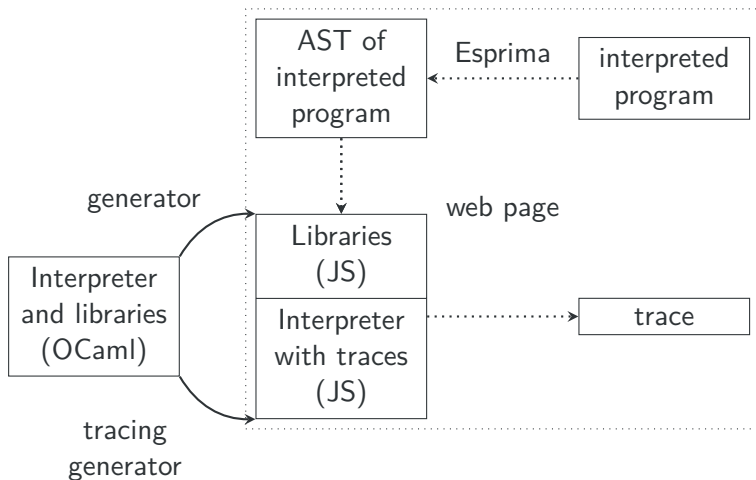 AST of
interpreted
program
Esprima
interpreted
program
generator
web page
Libraries
(JS)
Interpreter
and libraries
(OCaml)
Interpreter
with traces
(JS)
trace
tracing
generator